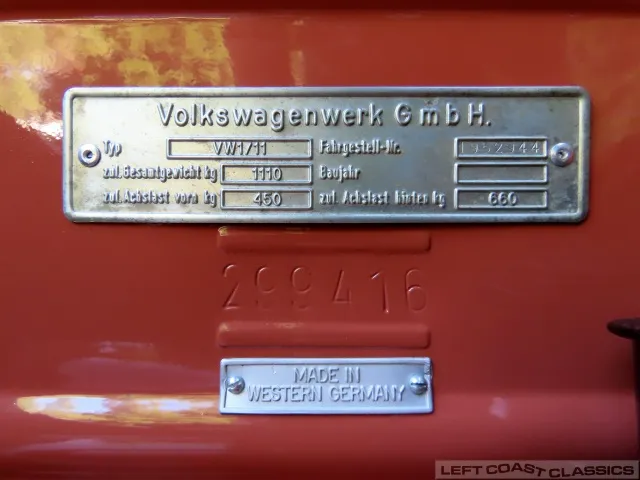 Volkswagenwerk GmbH.
Typ VW1/11 Fahrgestell-Nr. 1952944
zul. Gesamtgewicht kg 1110 Baujahr
zul. Achslast vorn kg 450 zul. Achslast hinten kg 660
299416
MADE IN
WESTERN GERMANY
LEFT COAST CLASSICS